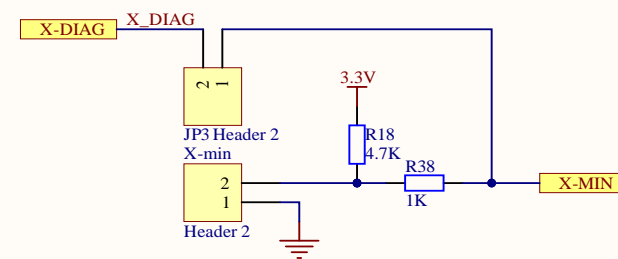 X-DIAG
X_DIAG
2
1
JP3 Header 2
3.3V
R18
4.7K
X-min
2
1
Header 2
R38
1K
X-MIN